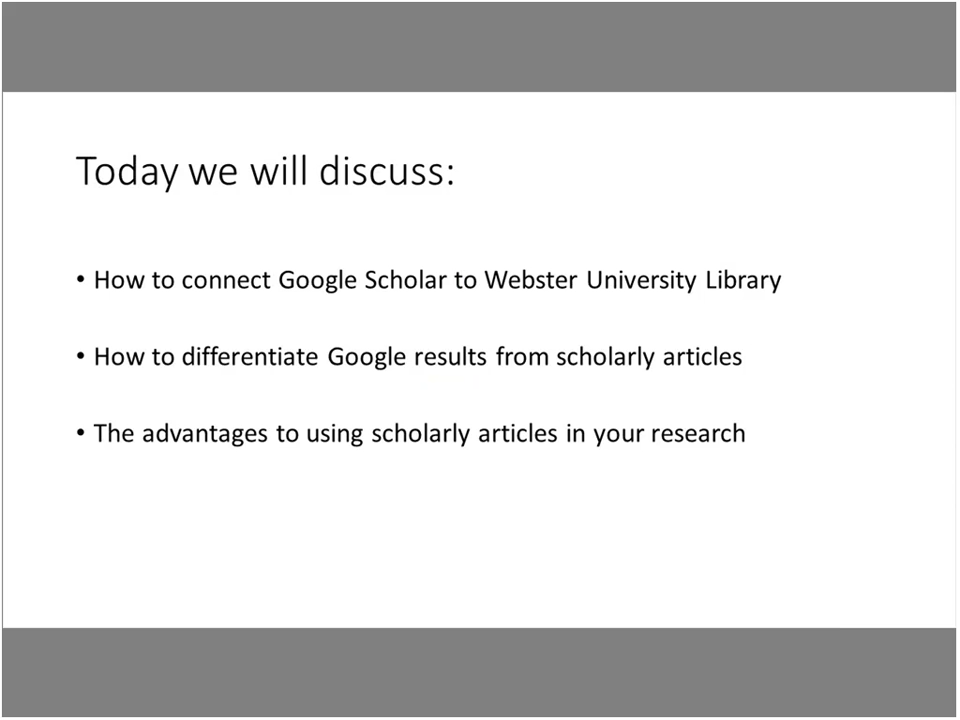 Today we will discuss:
• How to connect Google Scholar to Webster University Library
• How to differentiate Google results from scholarly articles
• The advantages to using scholarly articles in your research